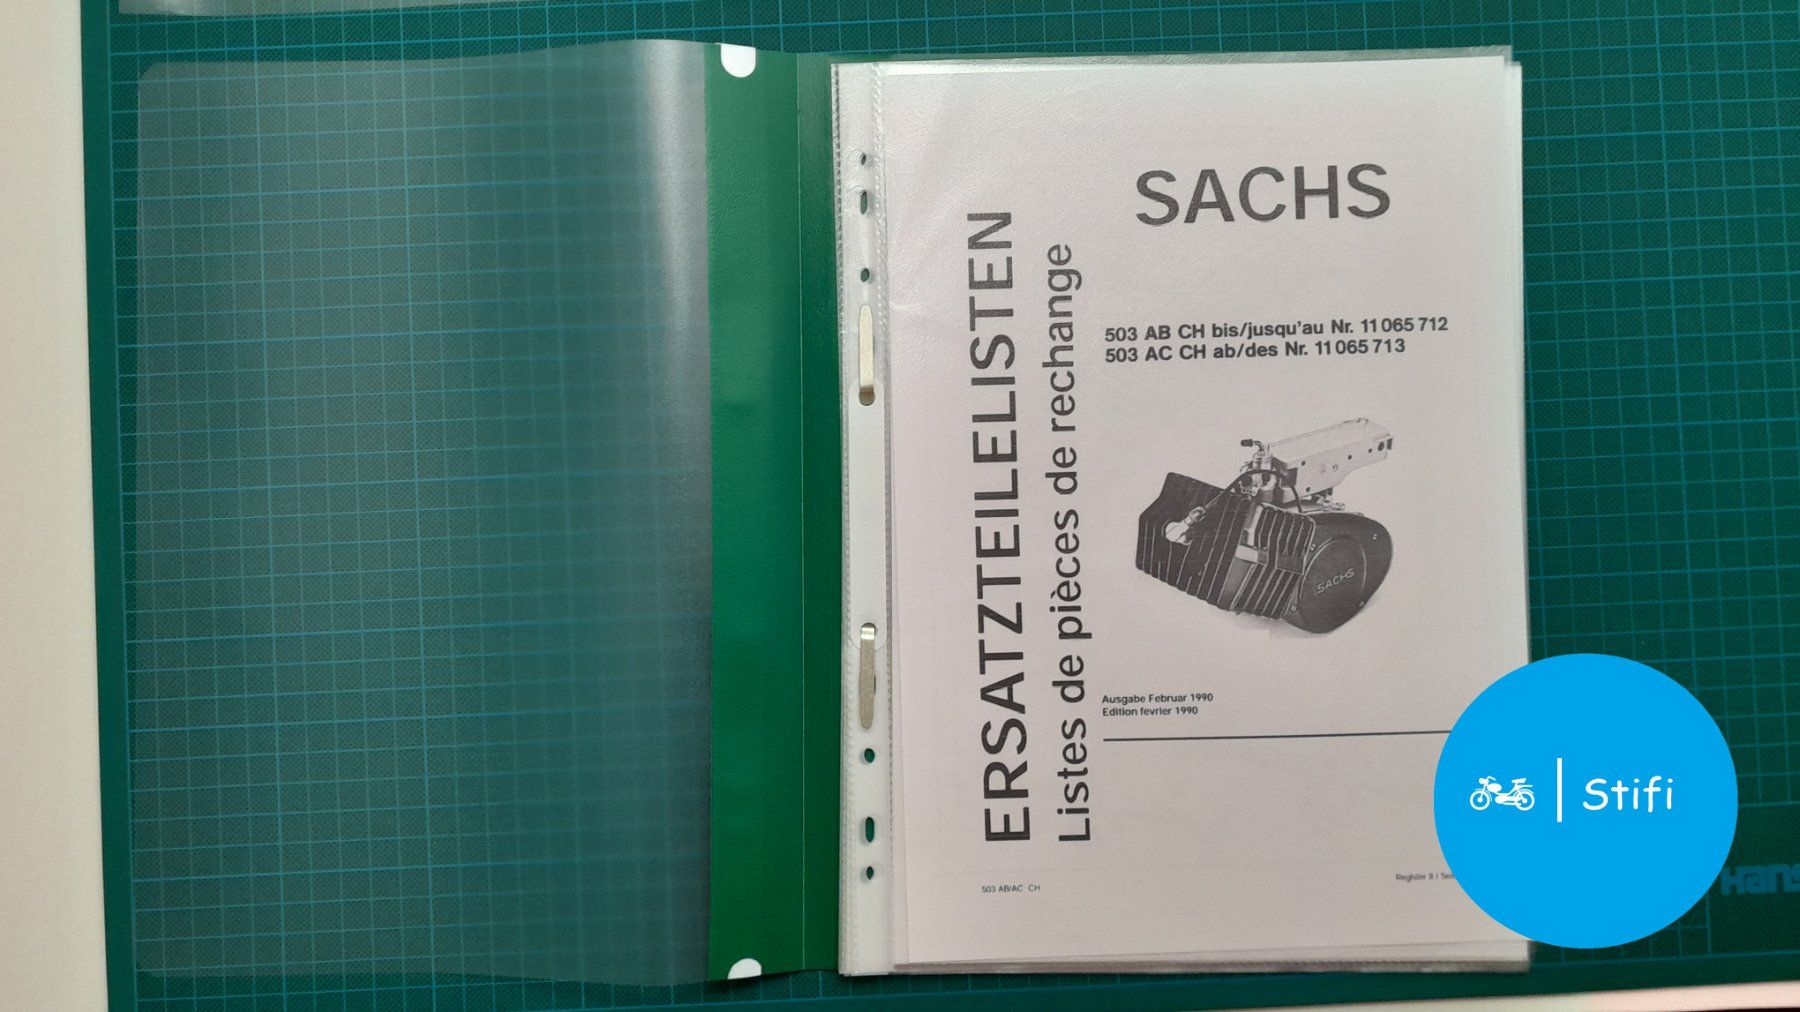 SACHS
ERSATZTEILELISTEN
Listes de pièces de rechange
503 AB CH bis/jusqu'au Nr. 11 065 712
503 AC CH ab/des Nr. 11 065 713
SACHS
Ausgabe Februar 1990
Edition fevrier 1990
503 AB/AC CH
Register 8 /
Stifi